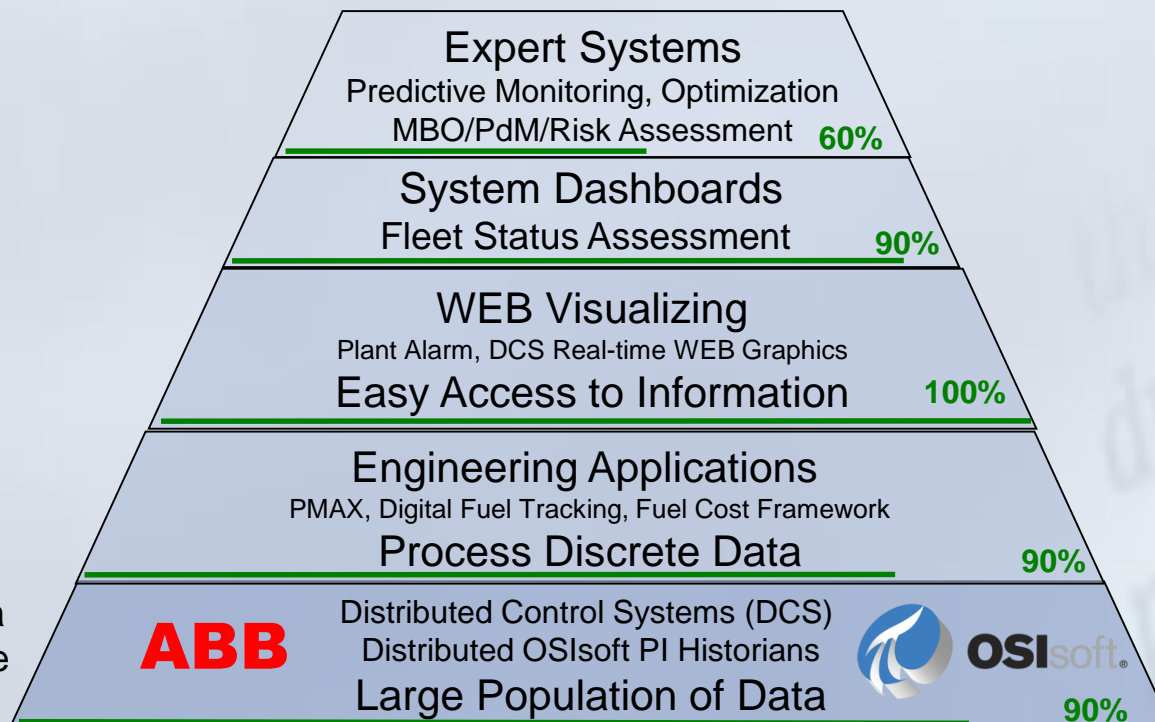 Expert Systems
Predictive Monitoring, Optimization
MBO/PdM/Risk Assessment 60%
System Dashboards
Fleet Status Assessment 90%
WEB Visualizing
Plant Alarm, DCS Real-time WEB Graphics
Easy Access to Information 100%
Engineering Applications
PMAX, Digital Fuel Tracking, Fuel Cost Framework
Process Discrete Data 90%
ABB
Distributed Control Systems (DCS)
Distributed OSIsoft PI Historians
Large Population of Data 90%
OSIsoft®